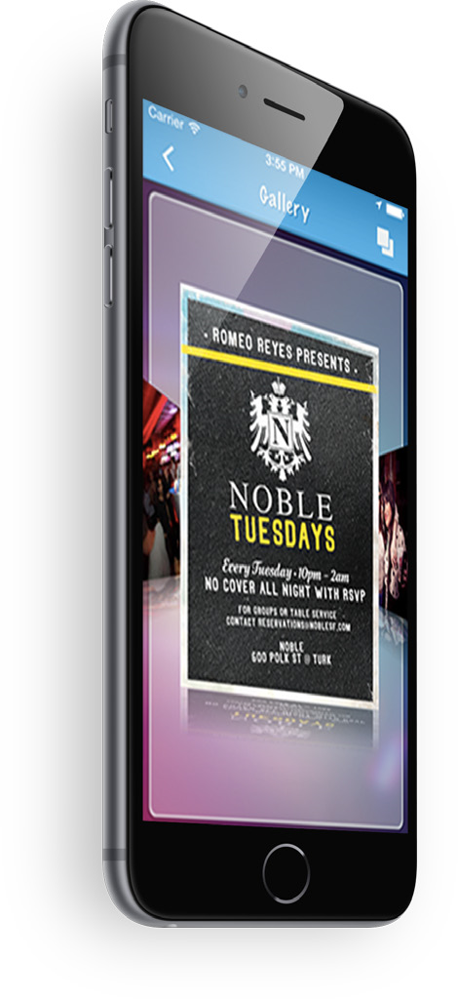 Carrier
3:55 PM
Gallery
· ROMEO REYES PRESENTS ·
N
NOBLE
TUESDAYS
Every Tuesday · 10pm - 2am
NO COVER ALL NIGHT WITH RSVP
FOR GROUPS OR TABLE SERVICE
CONTACT RESERVATIONS@NOBLESF.COM
NOBLE
600 POLK ST @ TURK